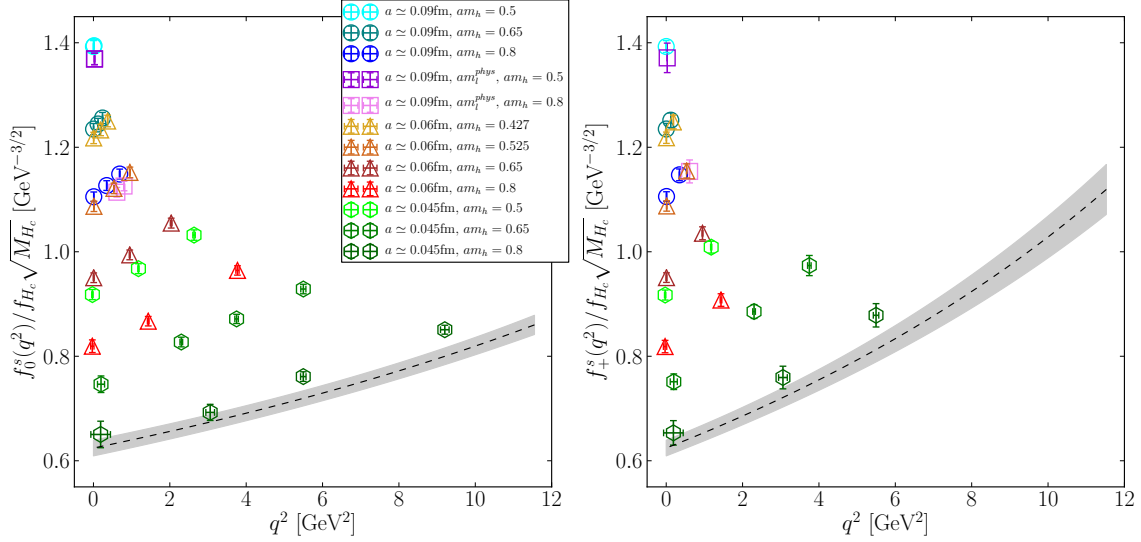 f_0^s(q^2)/f_{H_c}√M_{H_c} [GeV^{-3/2}]
1.4
1.2
1.0
0.8
0.6
0 2 4 6 8 10 12
q^2 [GeV^2]
a ≃ 0.09fm, am_h = 0.5
a ≃ 0.09fm, am_h = 0.65
a ≃ 0.09fm, am_h = 0.8
a ≃ 0.09fm, am_l^{phys}, am_h = 0.5
a ≃ 0.09fm, am_l^{phys}, am_h = 0.8
a ≃ 0.06fm, am_h = 0.427
a ≃ 0.06fm, am_h = 0.525
a ≃ 0.06fm, am_h = 0.65
a ≃ 0.06fm, am_h = 0.8
a ≃ 0.045fm, am_h = 0.5
a ≃ 0.045fm, am_h = 0.65
a ≃ 0.045fm, am_h = 0.8
f_+^s(q^2)/f_{H_c}√M_{H_c} [GeV^{-3/2}]
1.4
1.2
1.0
0.8
0.6
0 2 4 6 8 10 12
q^2 [GeV^2]